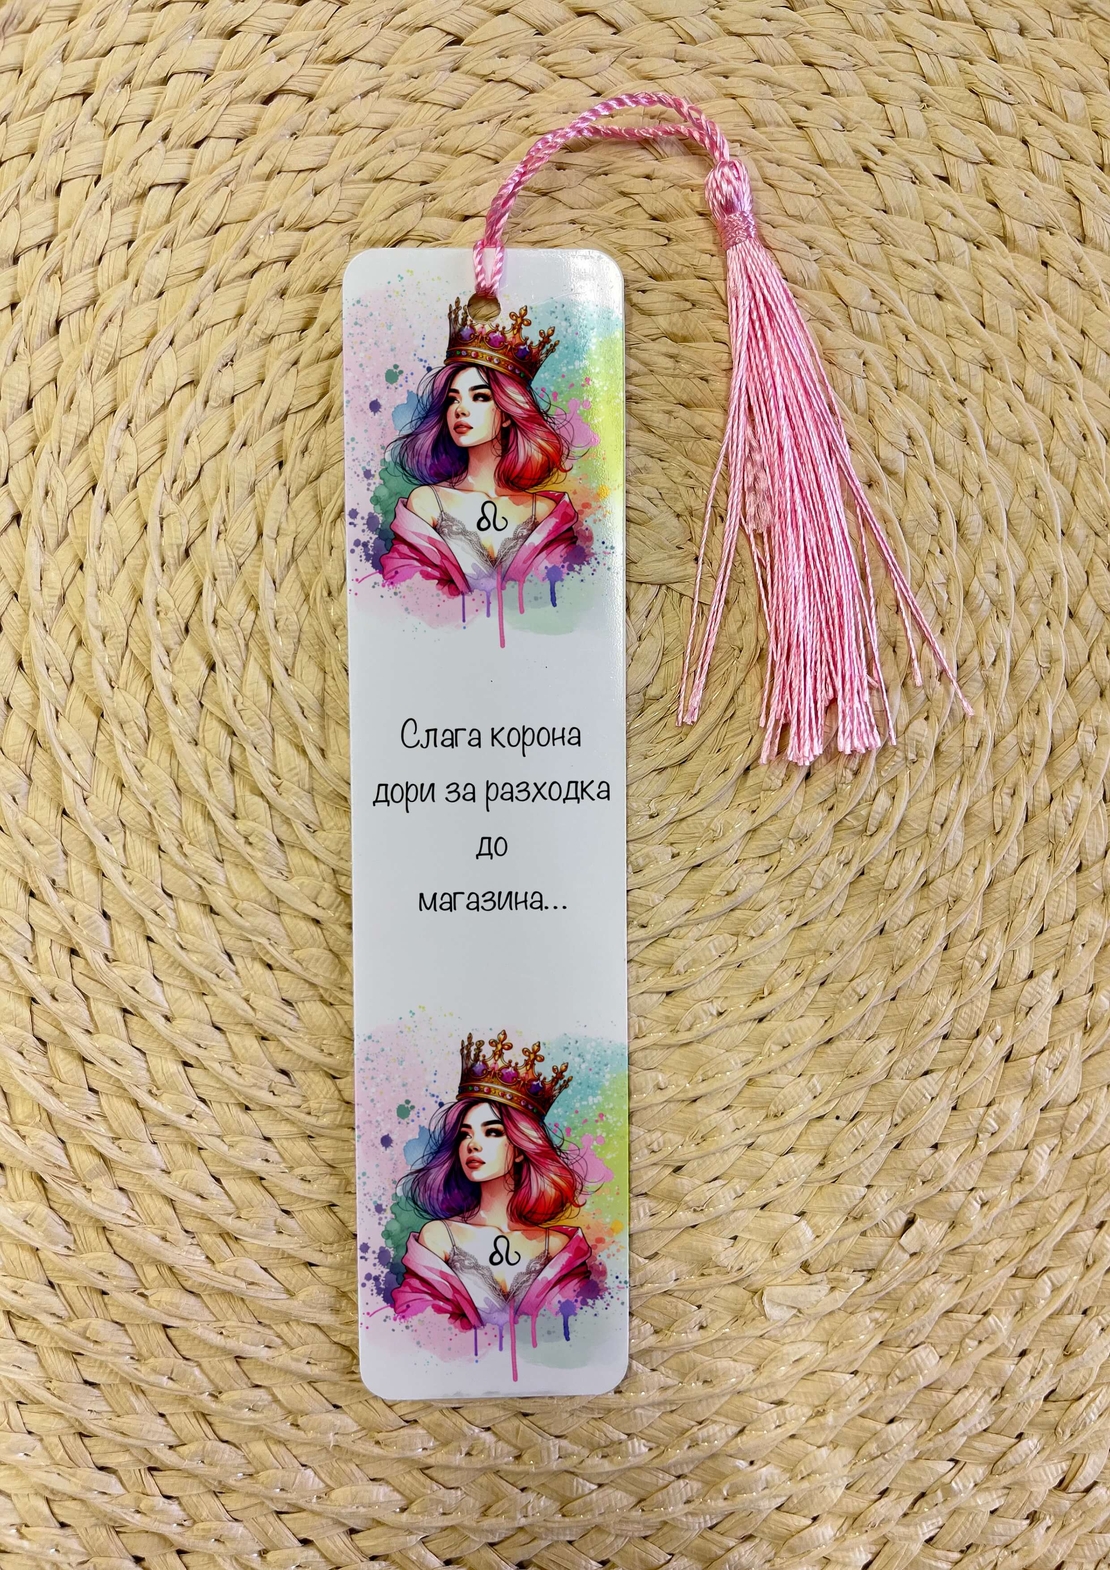 Слага корона
дори за разходка
до
магазина...